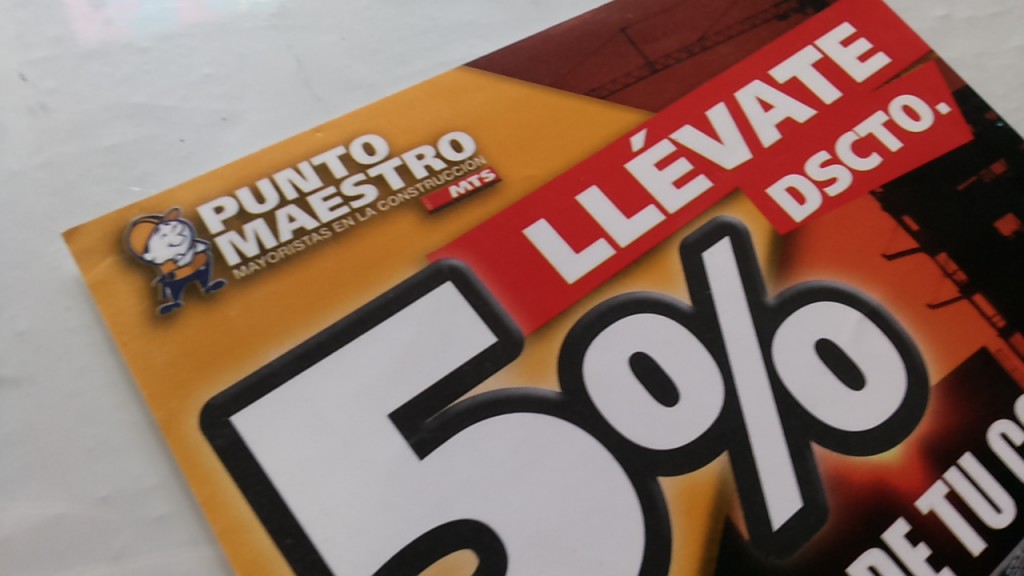 PUNTO
MAESTRO
MAYORISTAS EN LA CONSTRUCCIÓN
MTS
LLÉVATE
DSCTO.
5%
DE TU